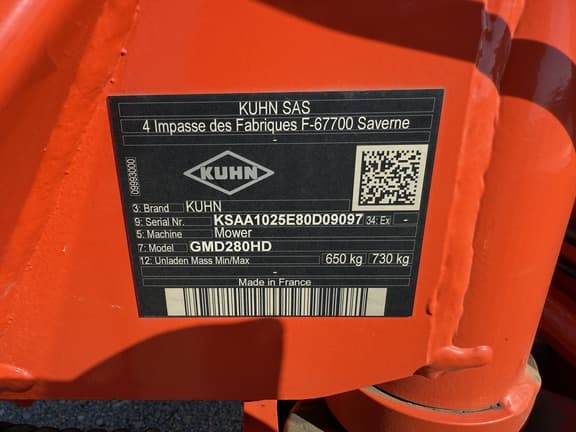 KUHN SAS
4 Impasse des Fabriques F-67700 Saverne
-
09993000
KUHN
3: Brand KUHN
9: Serial Nr. KSAA1025E80D09097 34: Ex -
5: Machine Mower
7: Model GMD280HD
12: Unladen Mass Min/Max 650 kg 730 kg
-
Made in France